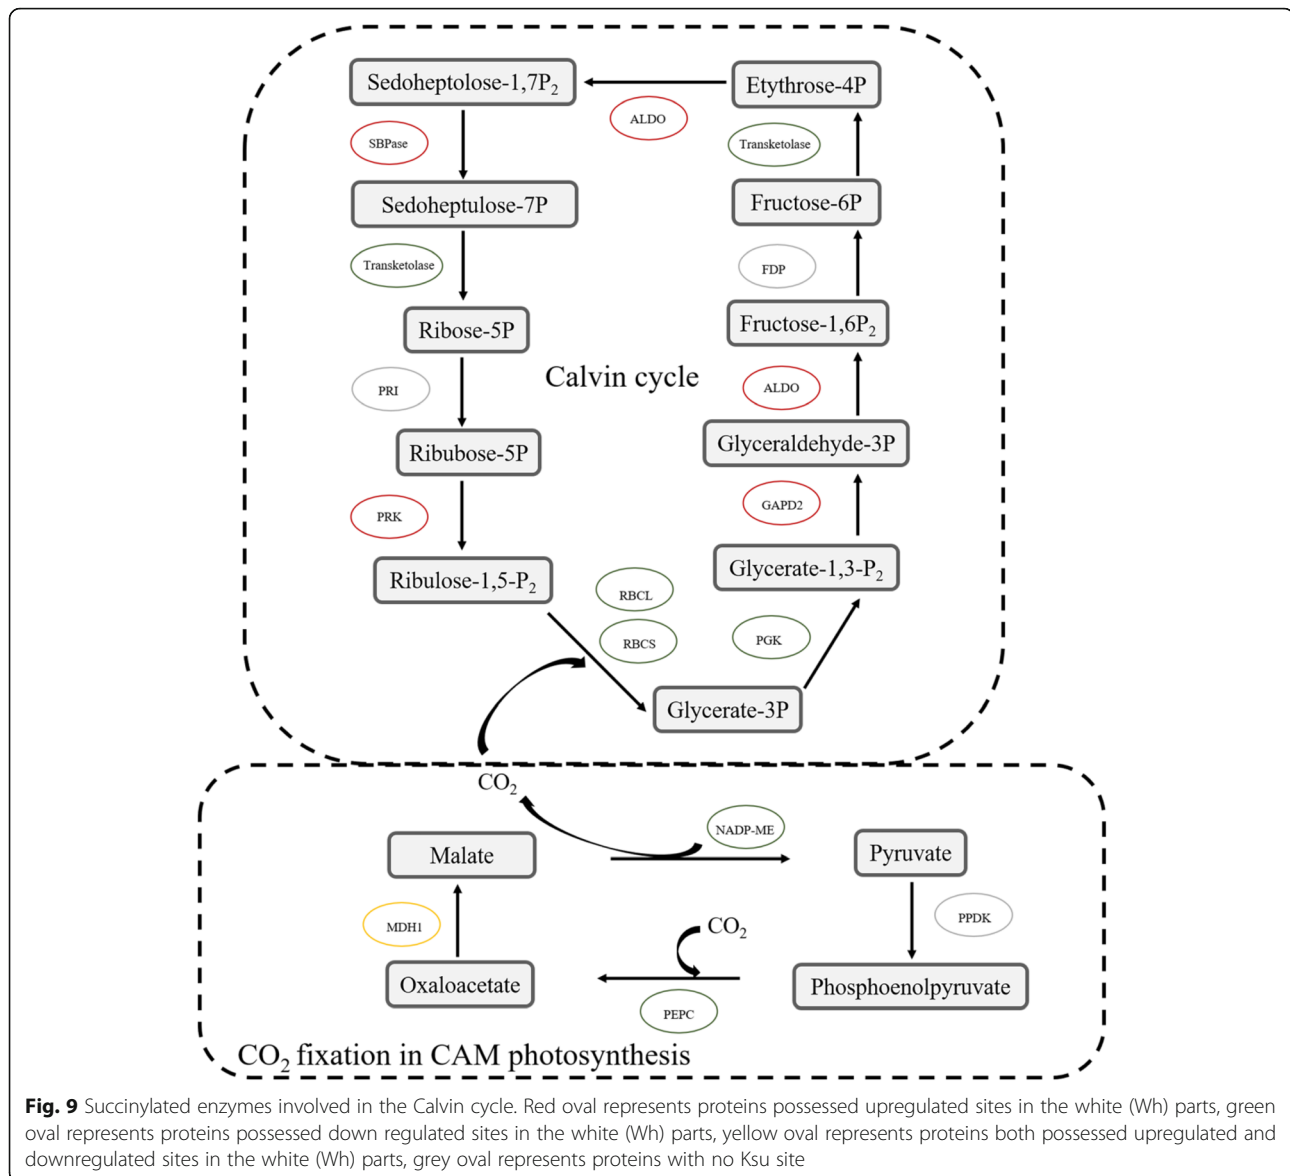 Sedoheptolose-1,7P₂
Etythrose-4P
ALDO
SBPase
Transketolase
Sedoheptulose-7P
Fructose-6P
Transketolase
FDP
Ribose-5P
Fructose-1,6P₂
Calvin cycle
PRI
ALDO
Ribubose-5P
Glyceraldehyde-3P
PRK
GAPD2
Ribulose-1,5-P₂
Glycerate-1,3-P₂
RBCL
RBCS
PGK
Glycerate-3P
CO₂
NADP-ME
Malate
Pyruvate
MDH1
CO₂
PPDK
Oxaloacetate
Phosphoenolpyruvate
PEPC
CO₂ fixation in CAM photosynthesis
Fig. 9 Succinylated enzymes involved in the Calvin cycle. Red oval represents proteins possessed upregulated sites in the white (Wh) parts, green
oval represents proteins possessed down regulated sites in the white (Wh) parts, yellow oval represents proteins both possessed upregulated and
downregulated sites in the white (Wh) parts, grey oval represents proteins with no Ksu site